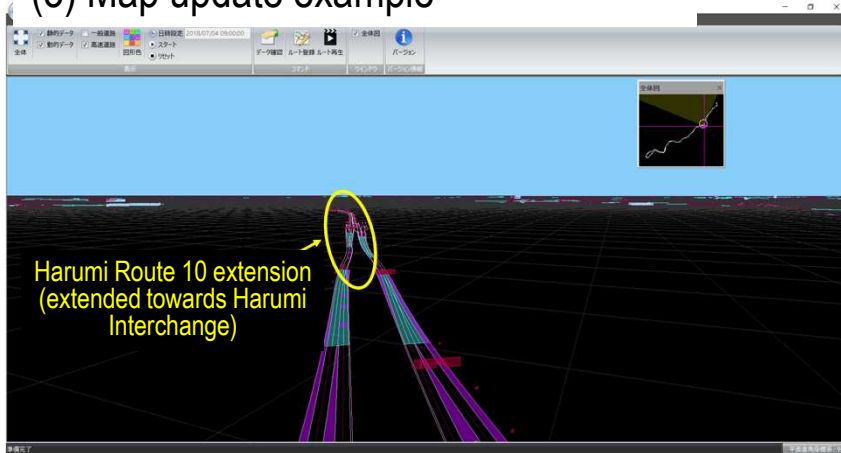 (c) Map update example
静的データ 一般道路 日時設定 2018/07/04 09:00:00 全体図
動的データ 高速道路 スタート
全体 図形色 リセット データ確認 ルート登録 ルート再生 バージョン
表示 コマンド ウインドウ バージョン情報
全体図
Harumi Route 10 extension
(extended towards Harumi
Interchange)
準備完了